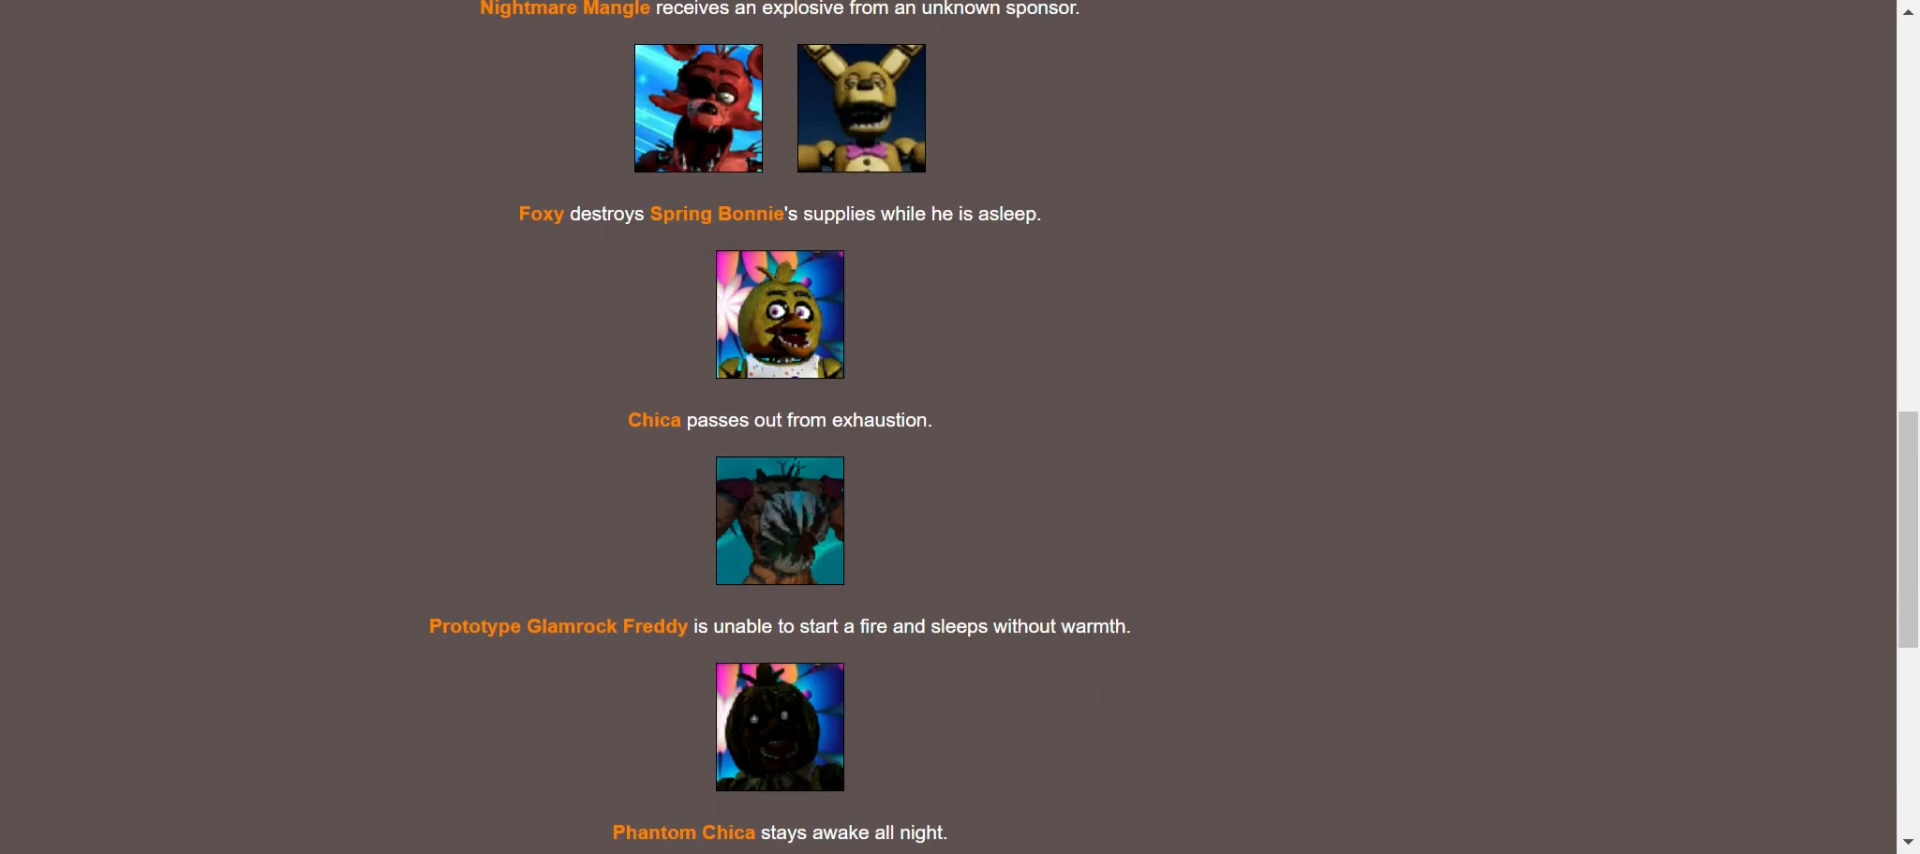 Nightmare Mangle receives an explosive from an unknown sponsor.
Foxy destroys Spring Bonnie's supplies while he is asleep.
Chica passes out from exhaustion.
Prototype Glamrock Freddy is unable to start a fire and sleeps without warmth.
Phantom Chica stays awake all night.